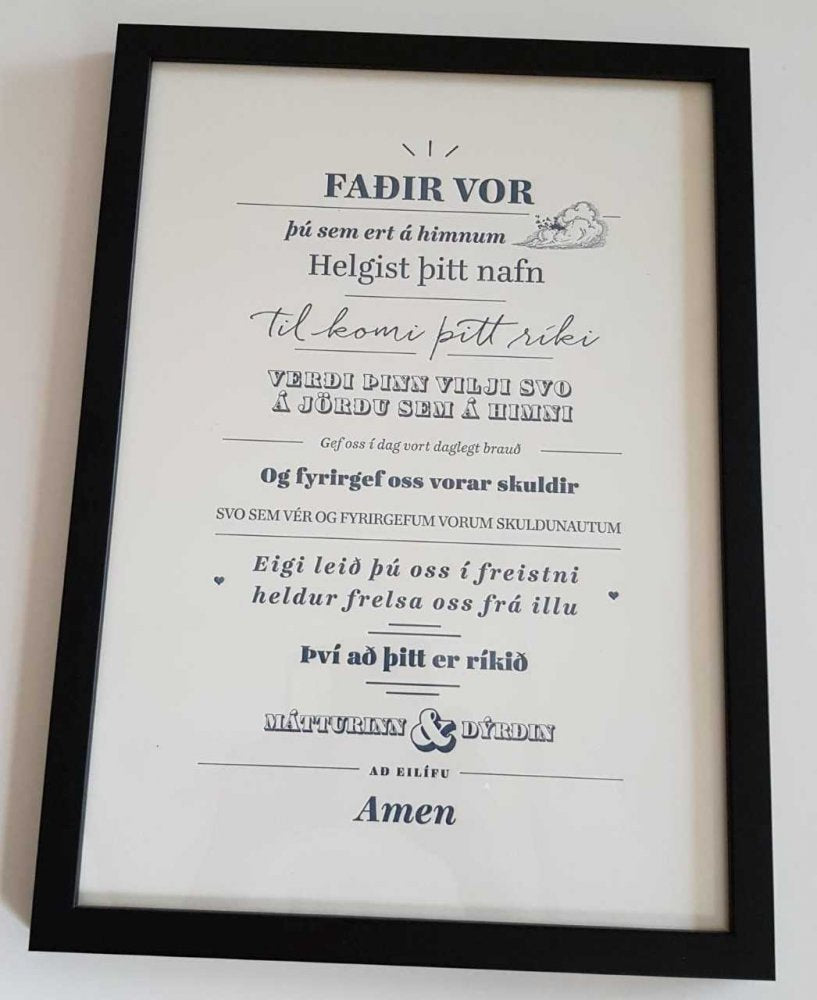 FAÐIR VOR
þú sem ert á himnum
Helgist þitt nafn
til komi þitt ríki
VERÐI ÞINN VILJI SVO
Á JÖRÐU SEM Á HIMNI
Gef oss í dag vort daglegt brauð
Og fyrirgef oss vorar skuldir
SVO SEM VÉR OG FYRIRGEFUM VORUM SKULDUNAUTUM
Eigi leið þú oss í freistni
heldur frelsa oss frá illu
Því að þitt er ríkið
MÁTTURINN & DÝRÐIN
AÐ EILÍFU
Amen